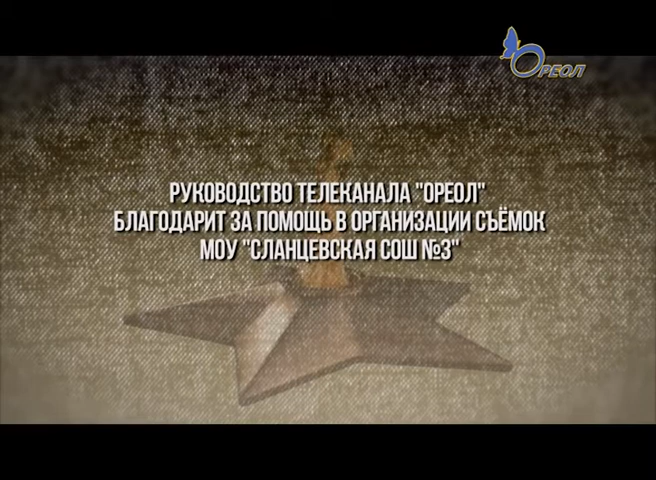 ОРЕОЛ
РУКОВОДСТВО ТЕЛЕКАНАЛА "ОРЕОЛ"
БЛАГОДАРИТ ЗА ПОМОЩЬ В ОРГАНИЗАЦИИ СЪЁМОК
МОУ "СЛАНЦЕВСКАЯ СОШ №3"